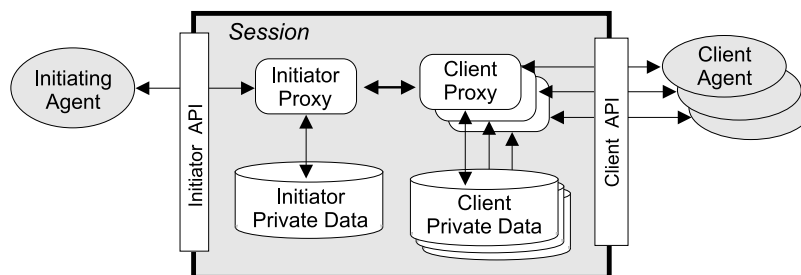 Session
Initiating
Agent
Initiator API
Initiator
Proxy
Client
Proxy
Client API
Client
Agent
Initiator
Private Data
Client
Private Data